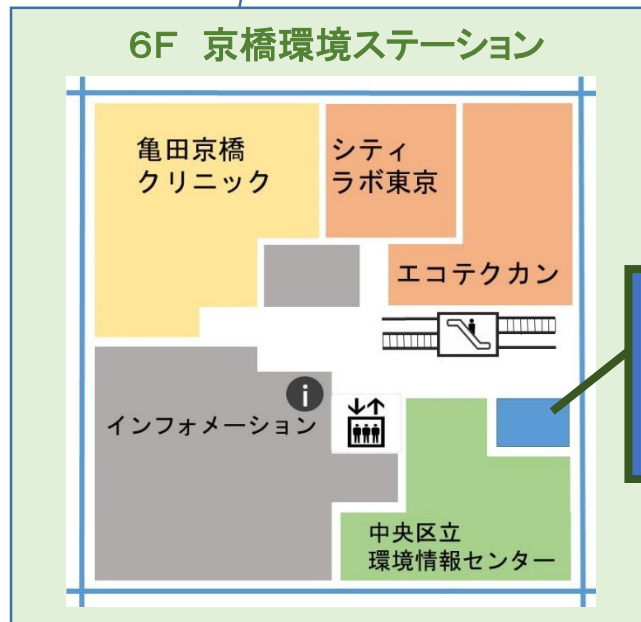 6F 京橋環境ステーション
亀田京橋
クリニック
シティ
ラボ東京
エコテクカン
i
インフォメーション
中央区立
環境情報センター